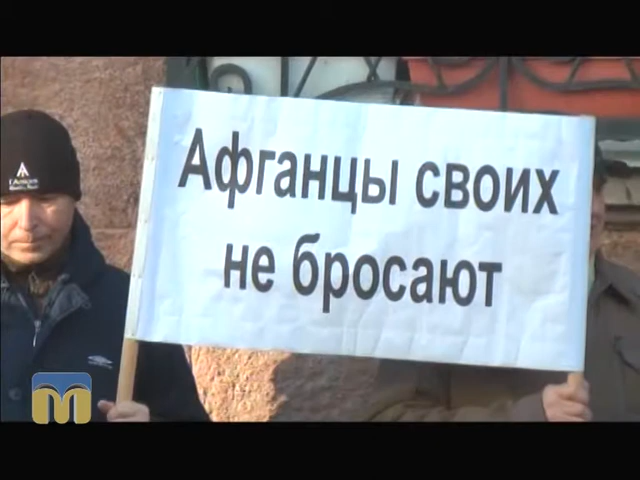 Афганцы своих
не бросают